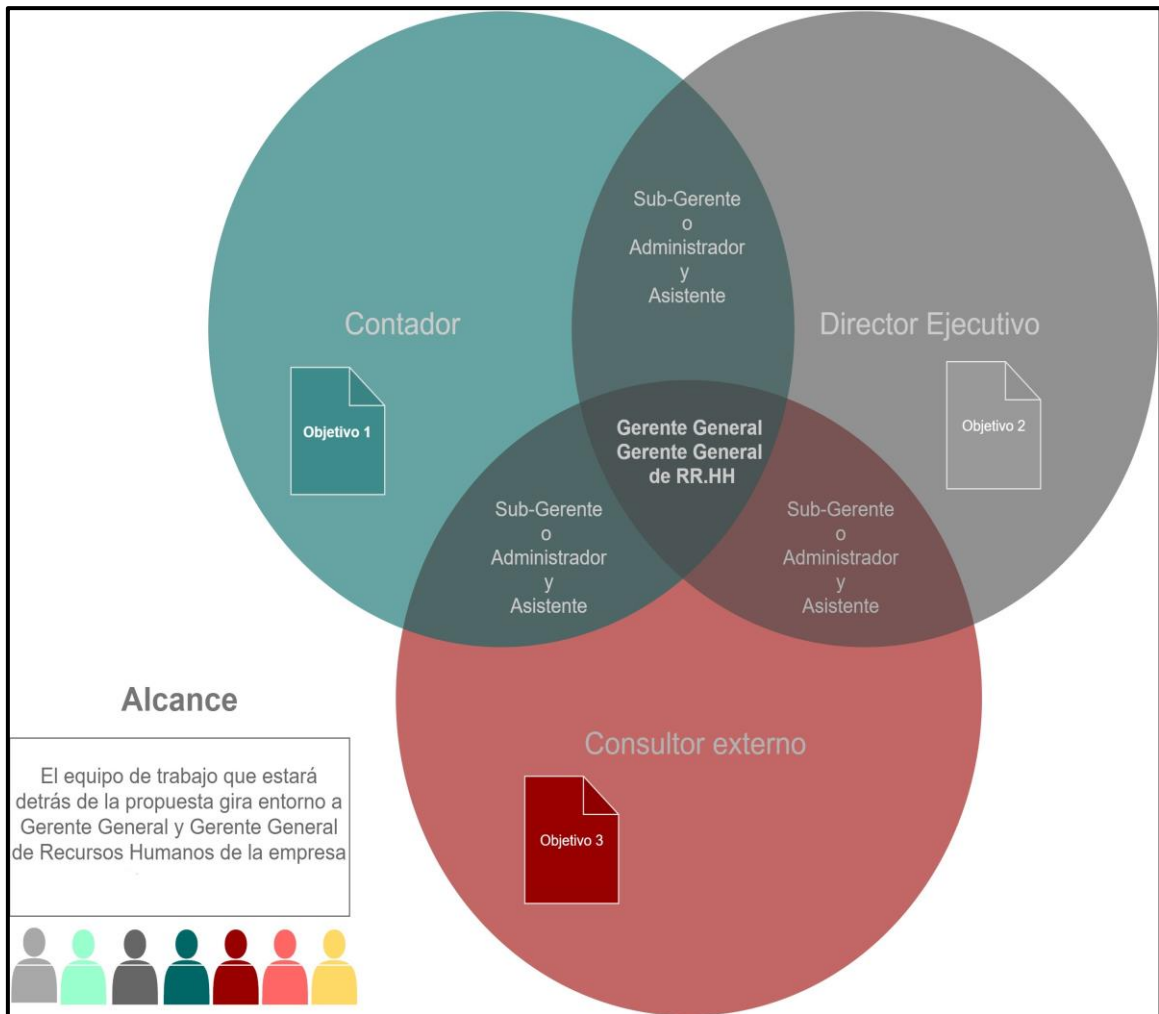 Sub-Gerente
o
Administrador
y
Asistente
Contador
Director Ejecutivo
Objetivo 1
Objetivo 2
Gerente General
Gerente General
de RR.HH
Sub-Gerente
o
Administrador
y
Asistente
Sub-Gerente
o
Administrador
y
Asistente
Alcance
El equipo de trabajo que estará
detrás de la propuesta gira entorno a
Gerente General y Gerente General
de Recursos Humanos de la empresa
Consultor externo
Objetivo 3